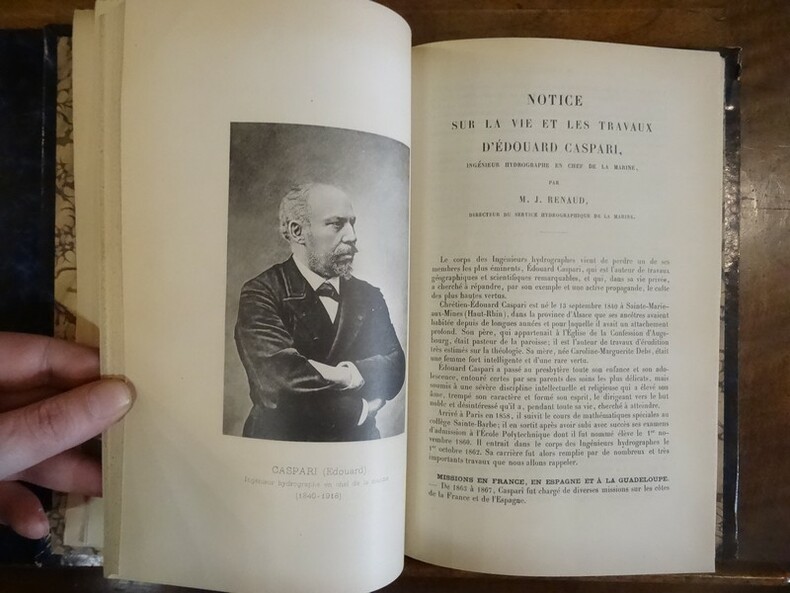 CASPARI (Edouard)
Ingénieur hydrographe en chef de la marine
(1840-1916)
NOTICE
SUR LA VIE ET LES TRAVAUX
D'ÉDOUARD CASPARI,
INGÉNIEUR HYDROGRAPHE EN CHEF DE LA MARINE,
PAR
M. J. RENAUD,
DIRECTEUR DU SERVICE HYDROGRAPHIQUE DE LA MARINE.
Le corps des Ingénieurs hydrographes vient de perdre un de ses
membres les plus éminents, Édouard Caspari, qui est l'auteur de travaux
géographiques et scientifiques remarquables, et qui, dans sa vie privée,
a cherché à répandre, par son exemple et une active propagande, le culte
des plus hautes vertus.
Chrétien-Édouard Caspari est né le 13 septembre 1840 à Sainte-Marie-
aux-Mines (Haut-Rhin), dans la province d'Alsace que ses ancêtres avaient
habitée depuis de longues années et pour laquelle il avait un attachement
profond. Son père, qui appartenait à l'Église de la Confession d'Augs-
bourg, était pasteur de la paroisse; il est l'auteur de travaux d'érudition
très estimés sur la théologie. Sa mère, née Caroline-Marguerite Dels, était
une femme fort intelligente et d'une rare vertu.
Édouard Caspari a passé au presbytère toute son enfance et son ado-
lescence, entouré certes par ses parents des soins les plus délicats, mais
soumis à une sévère discipline intellectuelle et religieuse qui a élevé son
âme, trempé son caractère et formé son esprit, le dirigeant vers le but
noble et désintéressé qu'il a, pendant toute sa vie, cherché à atteindre.
Arrivé à Paris en 1858, il suivit le cours de mathématiques spéciales au
collège Sainte-Barbe; il en sortit après avoir subi avec succès les examens
d'admission à l'École Polytechnique dont il fut nommé élève le 1er no-
vembre 1860. Il entrait dans le corps des Ingénieurs hydrographes le
1er octobre 1862. Sa carrière fut alors remplie par de nombreux et très
importants travaux que nous allons rappeler.
MISSIONS EN FRANCE, EN ESPAGNE ET À LA GUADELOUPE.
— De 1863 à 1867, Caspari fut chargé de diverses missions sur les côtes
de la France et de l'Espagne.